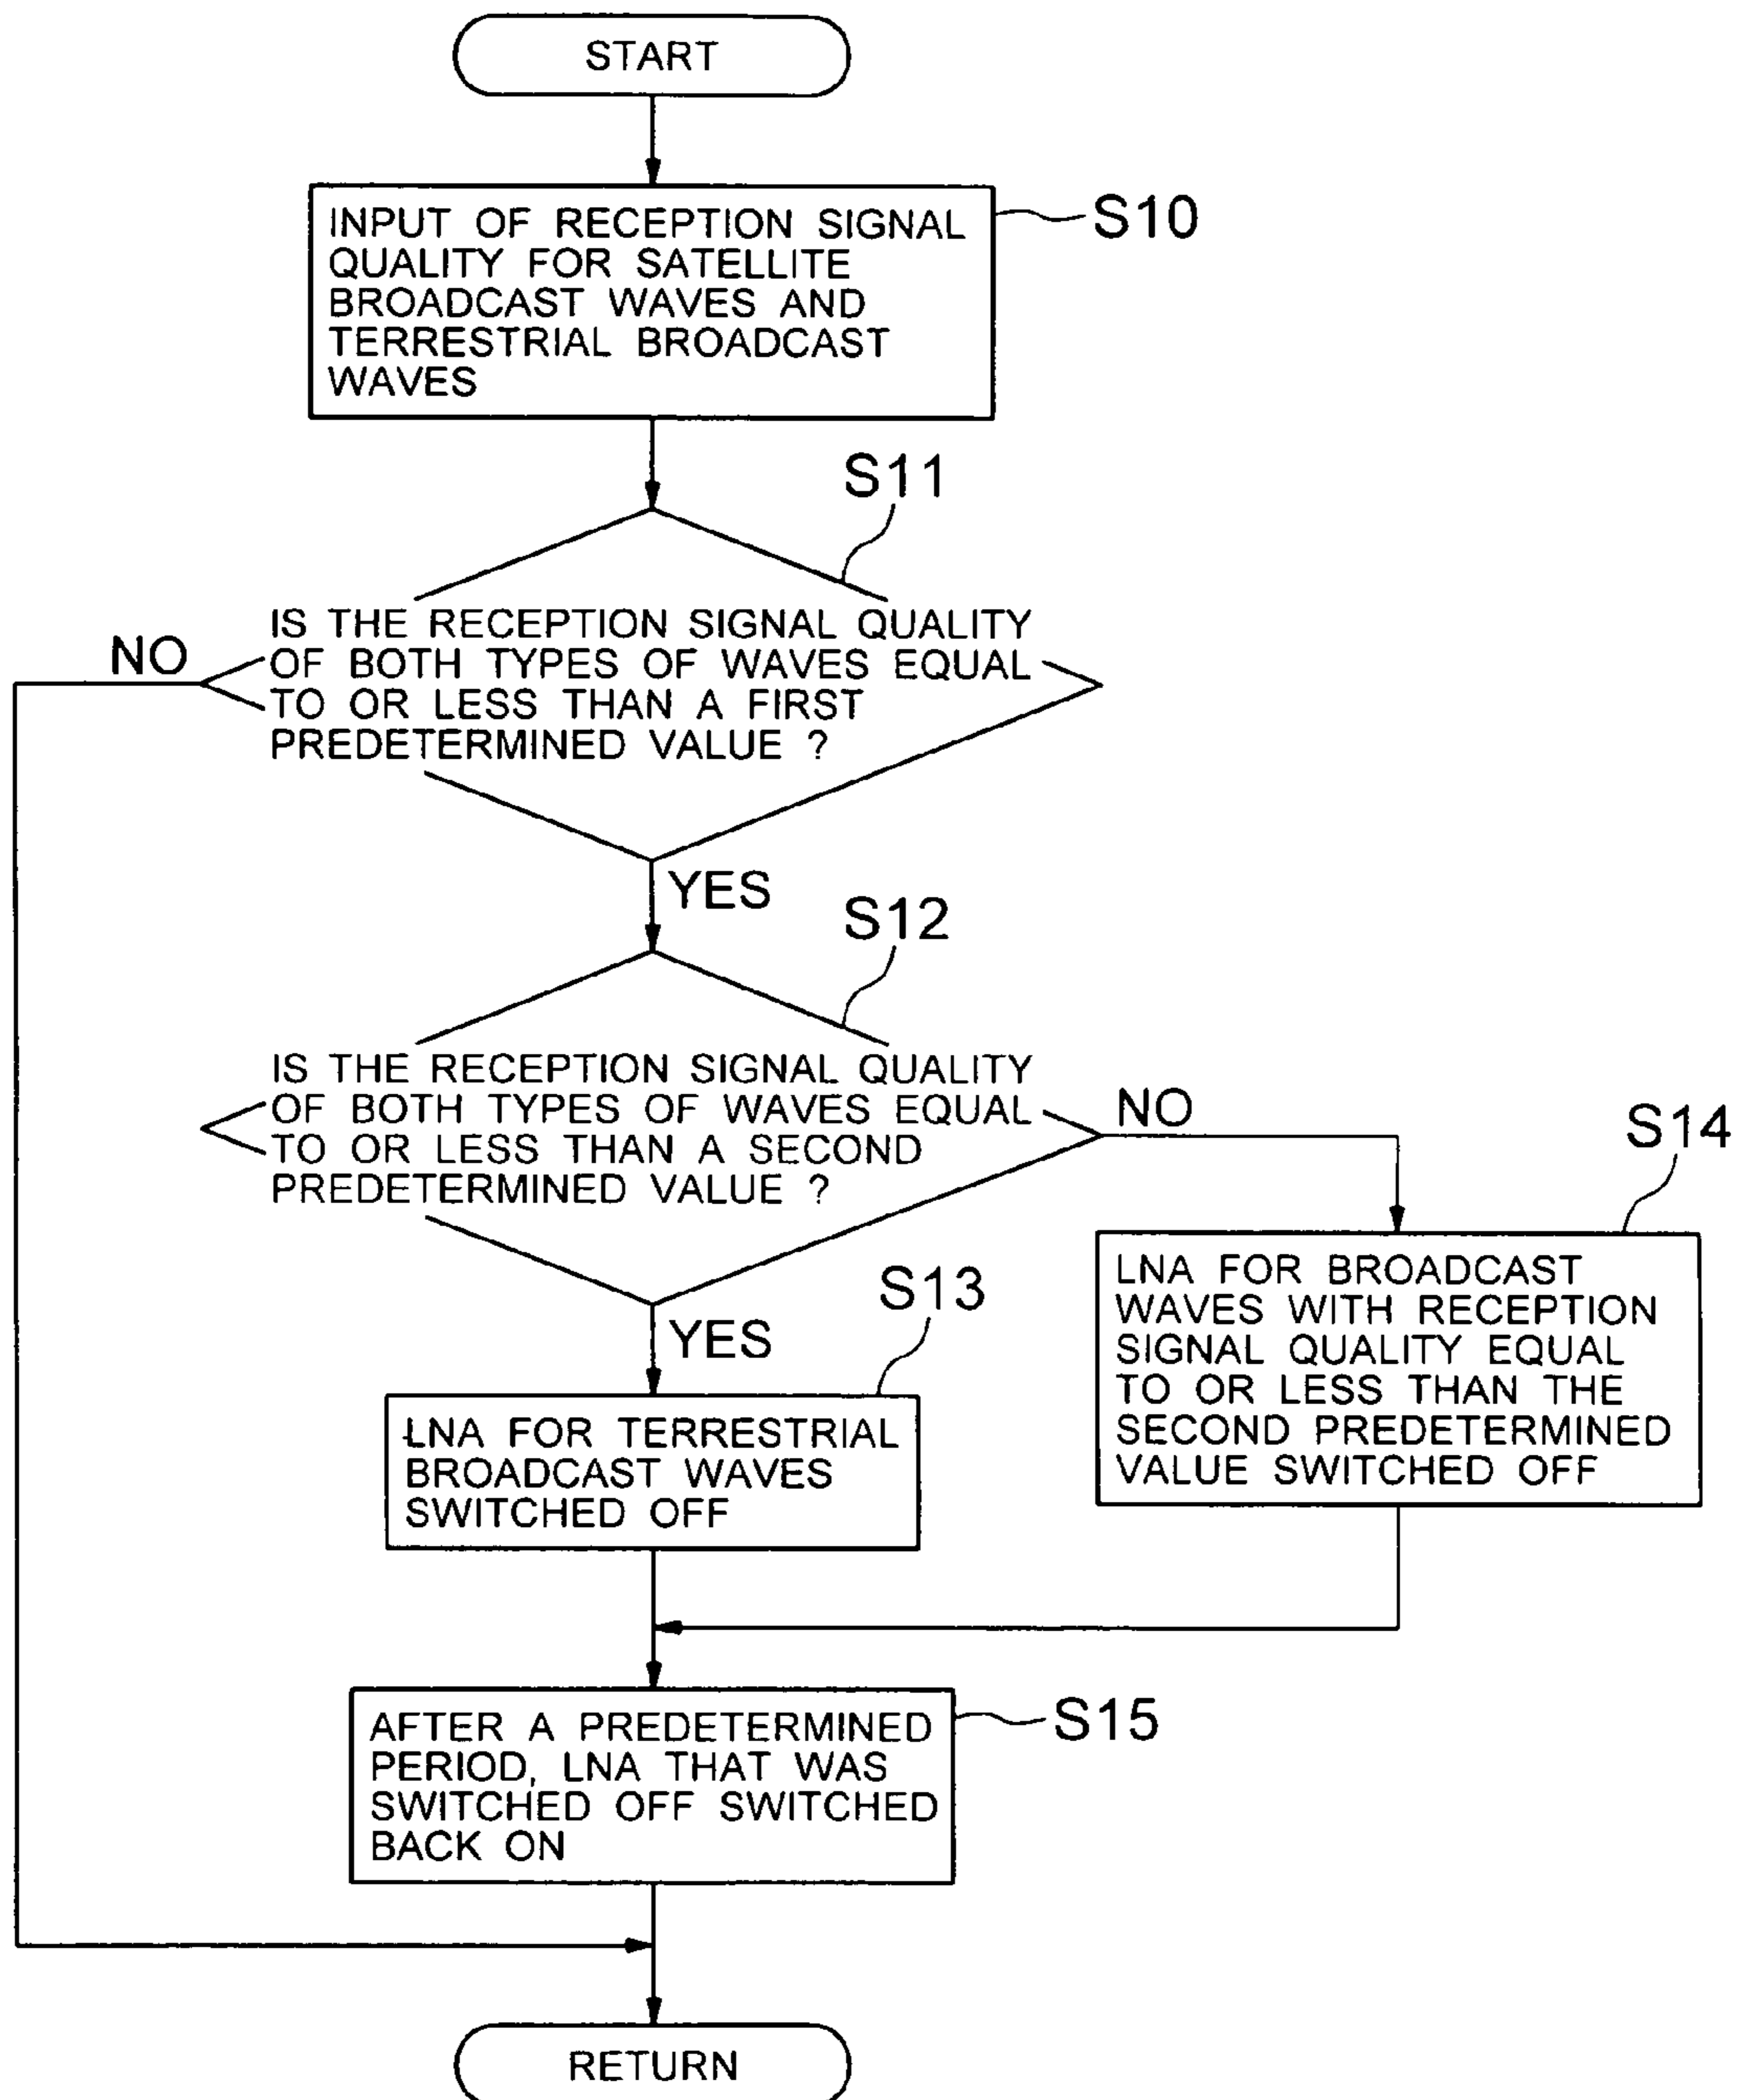 START
INPUT OF RECEPTION SIGNAL
QUALITY FOR SATELLITE
BROADCAST WAVES AND
TERRESTRIAL BROADCAST
WAVES
S10
S11
IS THE RECEPTION SIGNAL QUALITY
OF BOTH TYPES OF WAVES EQUAL
TO OR LESS THAN A FIRST
PREDETERMINED VALUE ?
NO
YES
S12
IS THE RECEPTION SIGNAL QUALITY
OF BOTH TYPES OF WAVES EQUAL
TO OR LESS THAN A SECOND
PREDETERMINED VALUE ?
NO
S14
LNA FOR BROADCAST
WAVES WITH RECEPTION
SIGNAL QUALITY EQUAL
TO OR LESS THAN THE
SECOND PREDETERMINED
VALUE SWITCHED OFF
YES
S13
LNA FOR TERRESTRIAL
BROADCAST WAVES
SWITCHED OFF
AFTER A PREDETERMINED
PERIOD, LNA THAT WAS
SWITCHED OFF SWITCHED
BACK ON
S15
RETURN